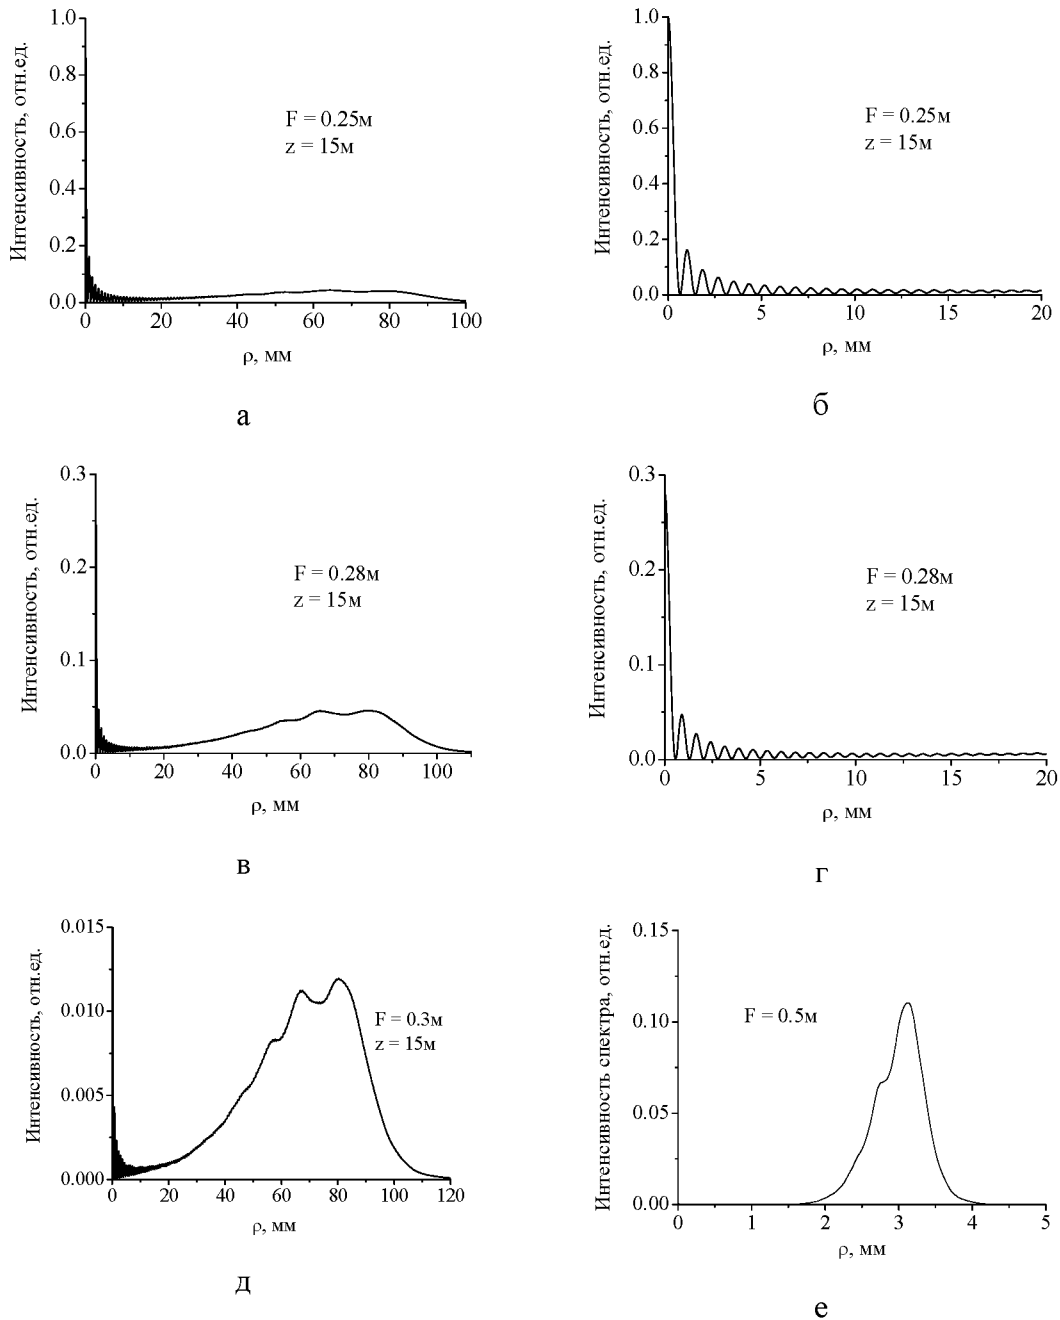 Интенсивность, отн.ед.
1.0
0.8
0.6
0.4
0.2
0.0
F = 0.25м
z = 15м
0 20 40 60 80 100
ρ, мм
а
Интенсивность, отн.ед.
1.0
0.8
0.6
0.4
0.2
0.0
F = 0.25м
z = 15м
0 5 10 15 20
ρ, мм
б
Интенсивность, отн.ед.
0.3
0.2
0.1
0.0
F = 0.28м
z = 15м
0 20 40 60 80 100
ρ, мм
в
Интенсивность, отн.ед.
0.3
0.2
0.1
0.0
F = 0.28м
z = 15м
0 5 10 15 20
ρ, мм
г
Интенсивность, отн.ед.
0.015
0.010
0.005
0.000
F = 0.3м
z = 15м
0 20 40 60 80 100 120
ρ, мм
д
Интенсивность спектра, отн.ед.
0.15
0.10
0.05
0.00
F = 0.5м
0 1 2 3 4 5
ρ, мм
е